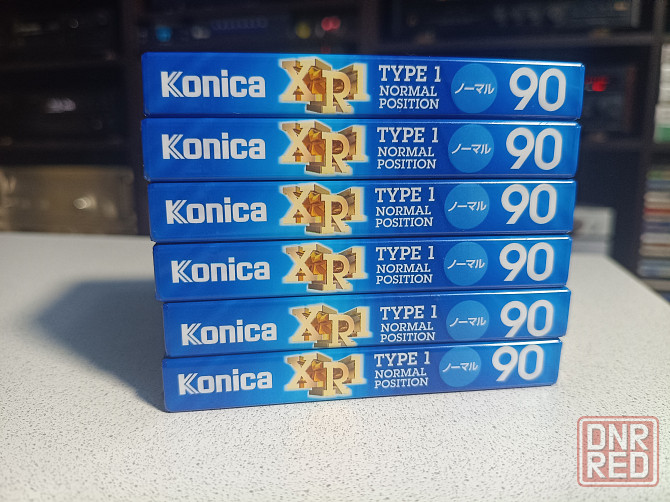 Konica XR1 TYPE 1 NORMAL POSITION ノーマル 90
Konica XR1 TYPE 1 NORMAL POSITION ノーマル 90
Konica XR1 TYPE 1 NORMAL POSITION ノーマル 90
Konica XR1 TYPE 1 NORMAL POSITION ノーマル 90
Konica XR1 TYPE 1 NORMAL POSITION ノーマル 90
Konica XR1 TYPE 1 NORMAL POSITION ノーマル 90
DNR
RED